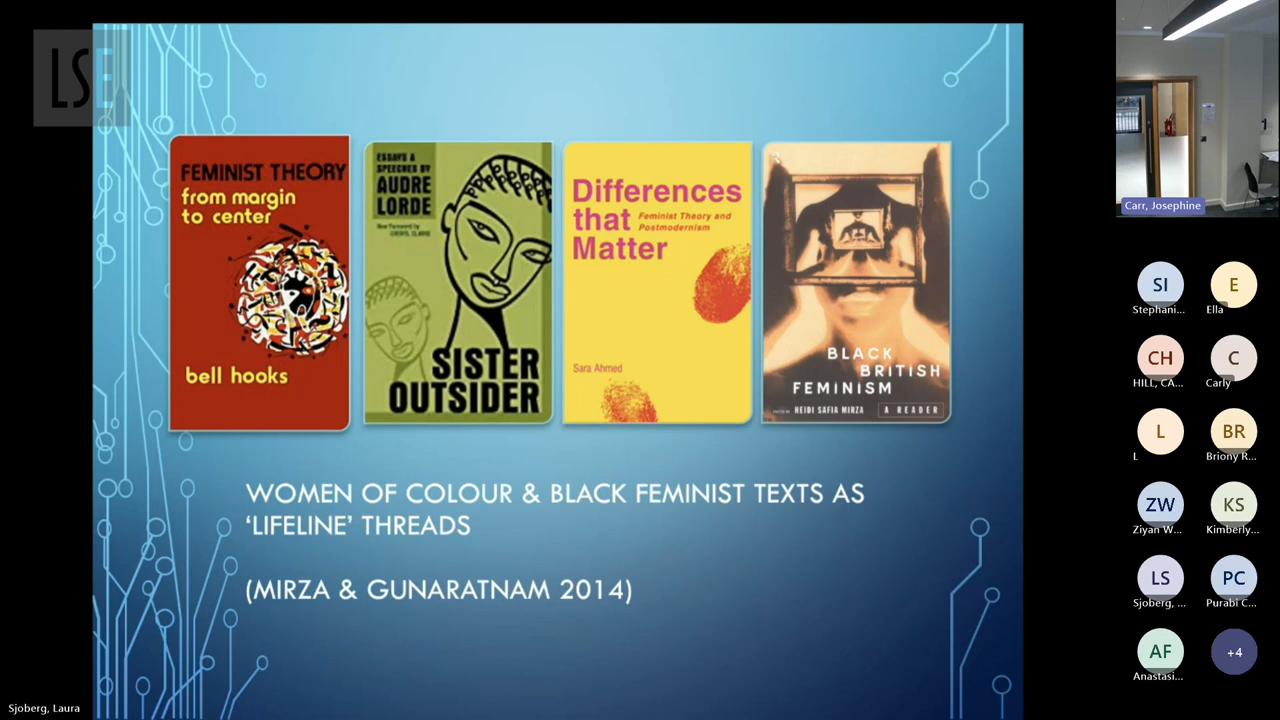 LSE
FEMINIST THEORY
from margin
to center
bell hooks
ESSAYS &
SPEECHES BY
AUDRE
LORDE
New Foreword by
CHERYL CLARKE
SISTER
OUTSIDER
Differences
that
Matter
Feminist Theory and
Postmodernism
Sara Ahmed
BLACK
BRITISH
FEMINISM
EDITED BY HEIDI SAFIA MIRZA
A READER
WOMEN OF COLOUR & BLACK FEMINIST TEXTS AS
‘LIFELINE’ THREADS
(MIRZA & GUNARATNAM 2014)
Carr, Josephine
SI
Stephani...
E
Ella
CH
HILL, CA...
C
Carly
L
L
BR
Briony R...
ZW
Ziyan W...
KS
Kimberly...
LS
Sjoberg, ...
PC
Purabi C...
AF
Anastasi...
+4
Sjoberg, Laura